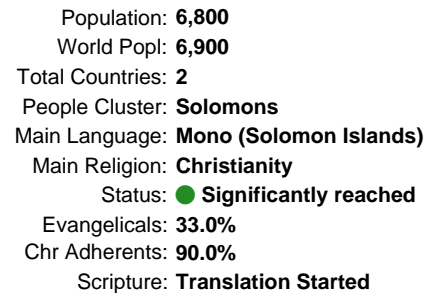 Population: 6,800
World Popl: 6,900
Total Countries: 2
People Cluster: Solomons
Main Language: Mono (Solomon Islands)
Main Religion: Christianity
Status: Significantly reached
Evangelicals: 33.0%
Chr Adherents: 90.0%
Scripture: Translation Started